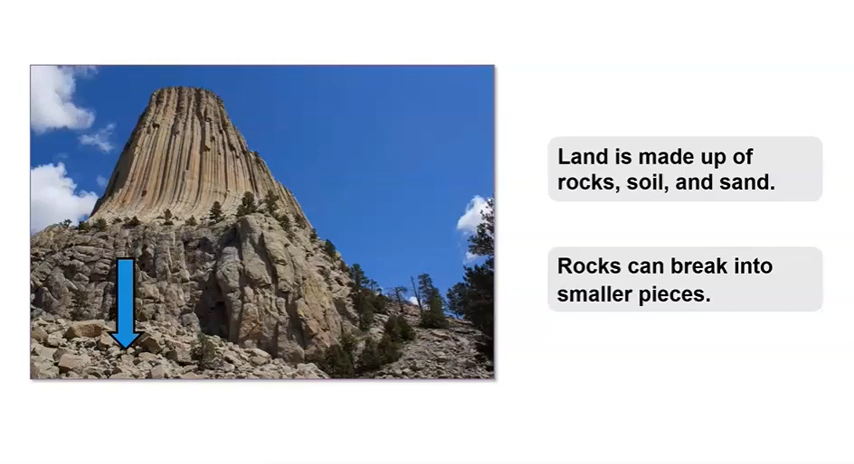 Land is made up of
rocks, soil, and sand.
Rocks can break into
smaller pieces.